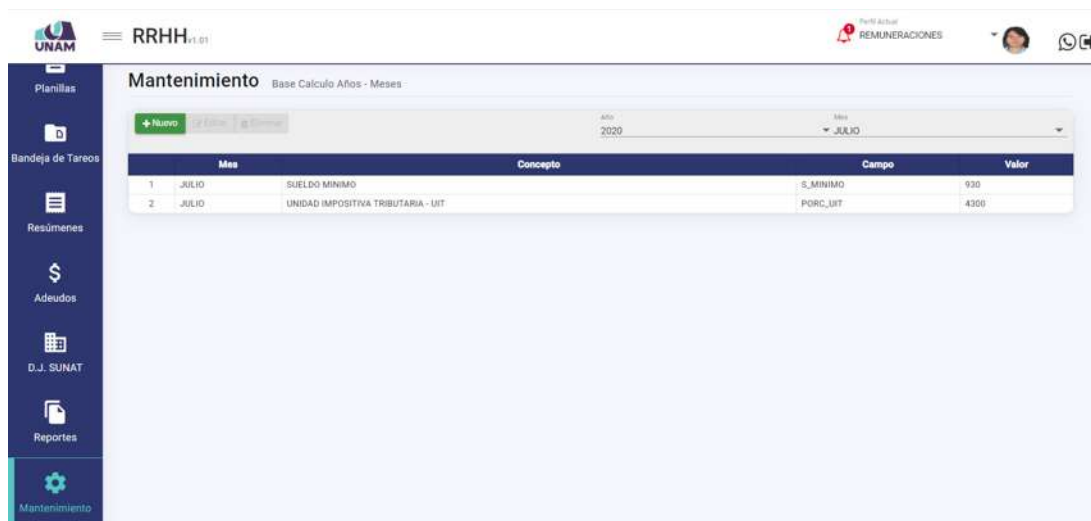 UNAM
RRHH v1.01
Perfil Actual
REMUNERACIONES
1
Planillas
Bandeja de Tareos
Resúmenes
Adeudos
D.J. SUNAT
Reportes
Mantenimiento
Mantenimiento Base Calculo Años - Meses
+ Nuevo Editar Eliminar
Año
2020
Mes
JULIO
Mes Concepto Campo Valor
1 JULIO SUELDO MINIMO S_MINIMO 930
2 JULIO UNIDAD IMPOSITIVA TRIBUTARIA - UIT PORC_UIT 4300